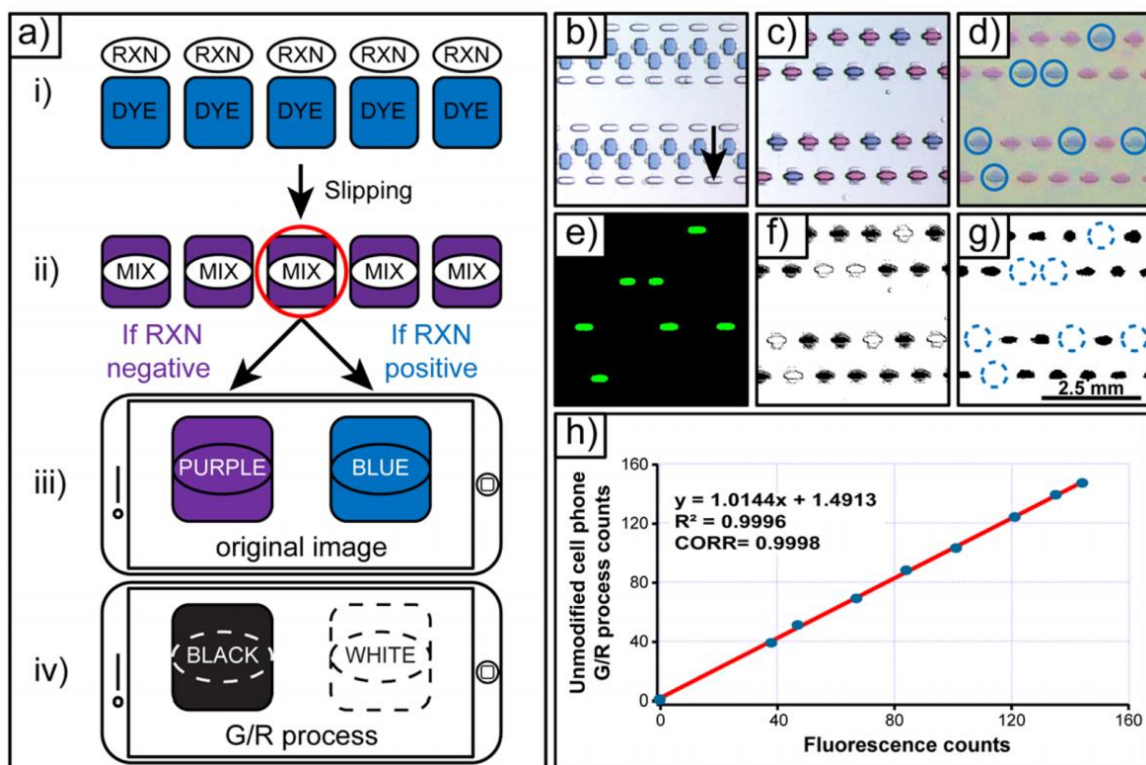 a)
RXN RXN RXN RXN RXN
i)
DYE DYE DYE DYE DYE
Slipping
ii)
MIX MIX MIX MIX MIX
If RXN negative
If RXN positive
iii)
PURPLE BLUE
original image
iv)
BLACK WHITE
G/R process
b)
c)
d)
e)
f)
g)
2.5 mm
h)
Unmodified cell phone
G/R process counts
160
120
80
40
0
y = 1.0144x + 1.4913
R² = 0.9996
CORR= 0.9998
0 40 80 120 160
Fluorescence counts